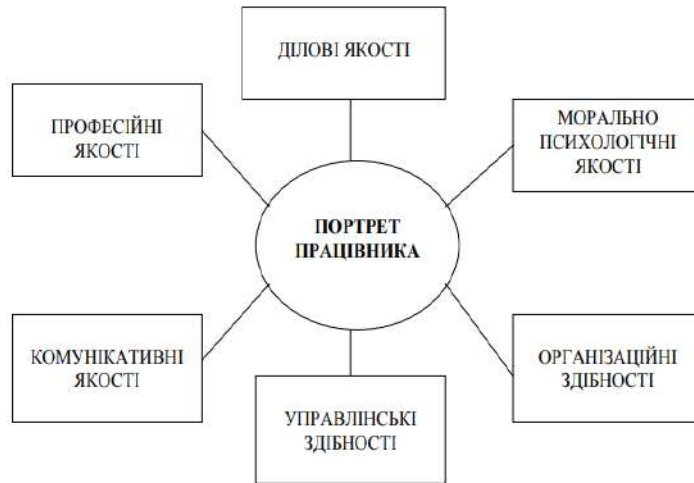 ДІЛОВІ ЯКОСТІ
ПРОФЕСІЙНІ
ЯКОСТІ
МОРАЛЬНО
ПСИХОЛОГІЧНІ
ЯКОСТІ
ПОРТРЕТ
ПРАЦІВНИКА
КОМУНІКАТИВНІ
ЯКОСТІ
УПРАВЛІНСЬКІ
ЗДІБНОСТІ
ОРГАНІЗАЦІЙНІ
ЗДІБНОСТІ